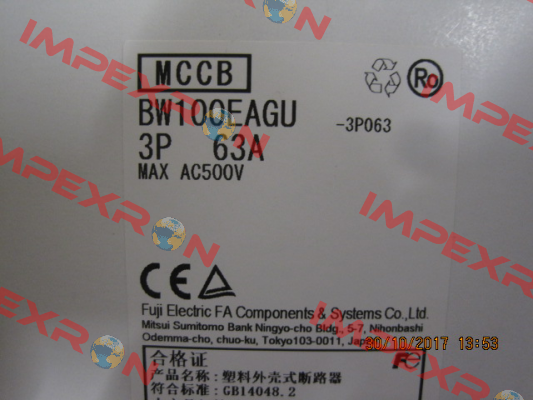 IMPEXRON
MCCB
Ro
BW100EAGU -3P063
3P 63A
MAX AC500V
IMPEXRON
CE
Fuji Electric FA Components & Systems Co.,Ltd.
Mitsui Sumitomo Bank Ningyo-cho Bldg., 5-7, Nihonbashi
Odemma-cho, chuo-ku, Tokyo103-0011, Japan
30/10/2017 13:53
合格证
产品名称:塑料外壳式断路器
符合标准:GB14048.2
IMPEXRON